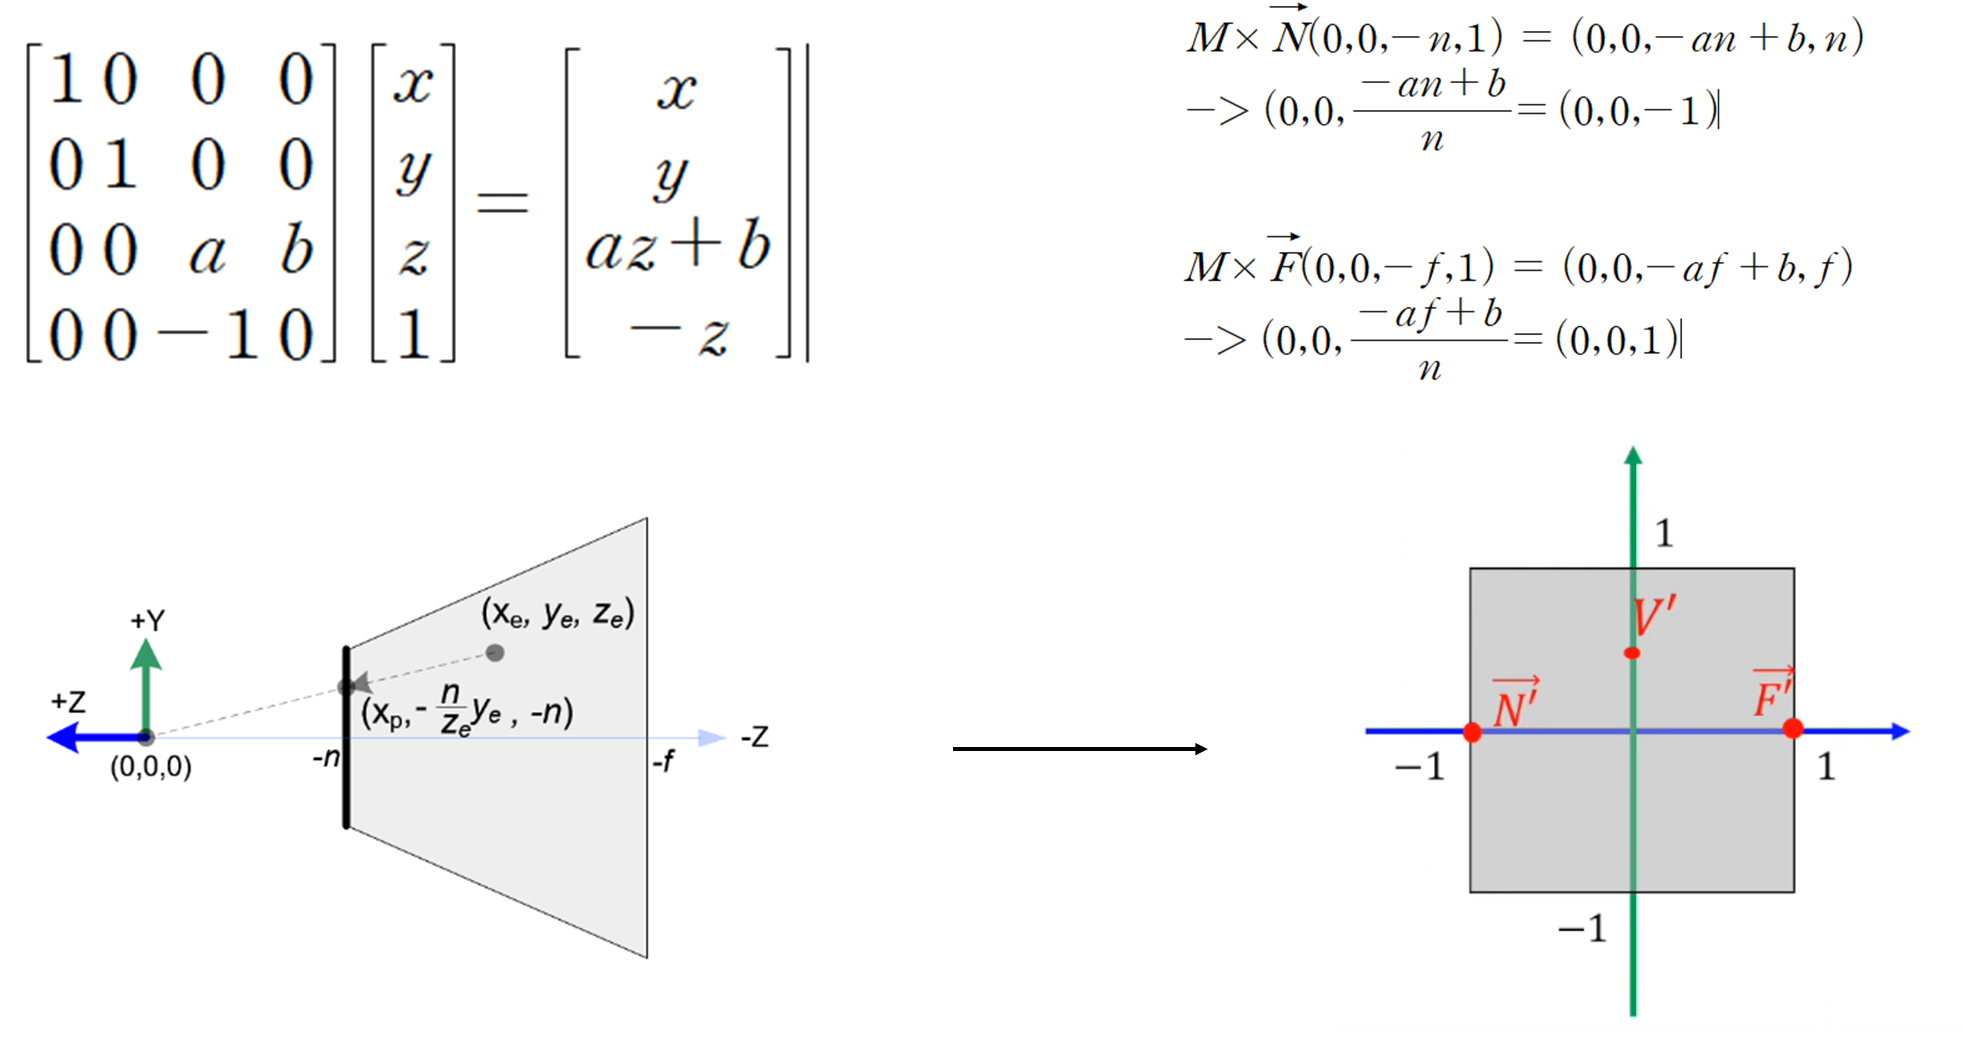 [1 0 0 0] [x] = [x]
[0 1 0 0] [y] [y]
[0 0 a b] [z] [az+b]
[0 0 −1 0] [1] [−z]
M× N(0,0,−n,1) = (0,0,−an+b,n)
−> (0,0, (−an+b)/n = (0,0,−1)
M× F(0,0,−f,1) = (0,0,−af+b,f)
−> (0,0, (−af+b)/n = (0,0,1)
+Y
+Z
(0,0,0)
(xe, ye, ze)
(xp, - n/ze ye , -n)
-n
-f
-Z
1
V′
N′
F′
−1
1
−1